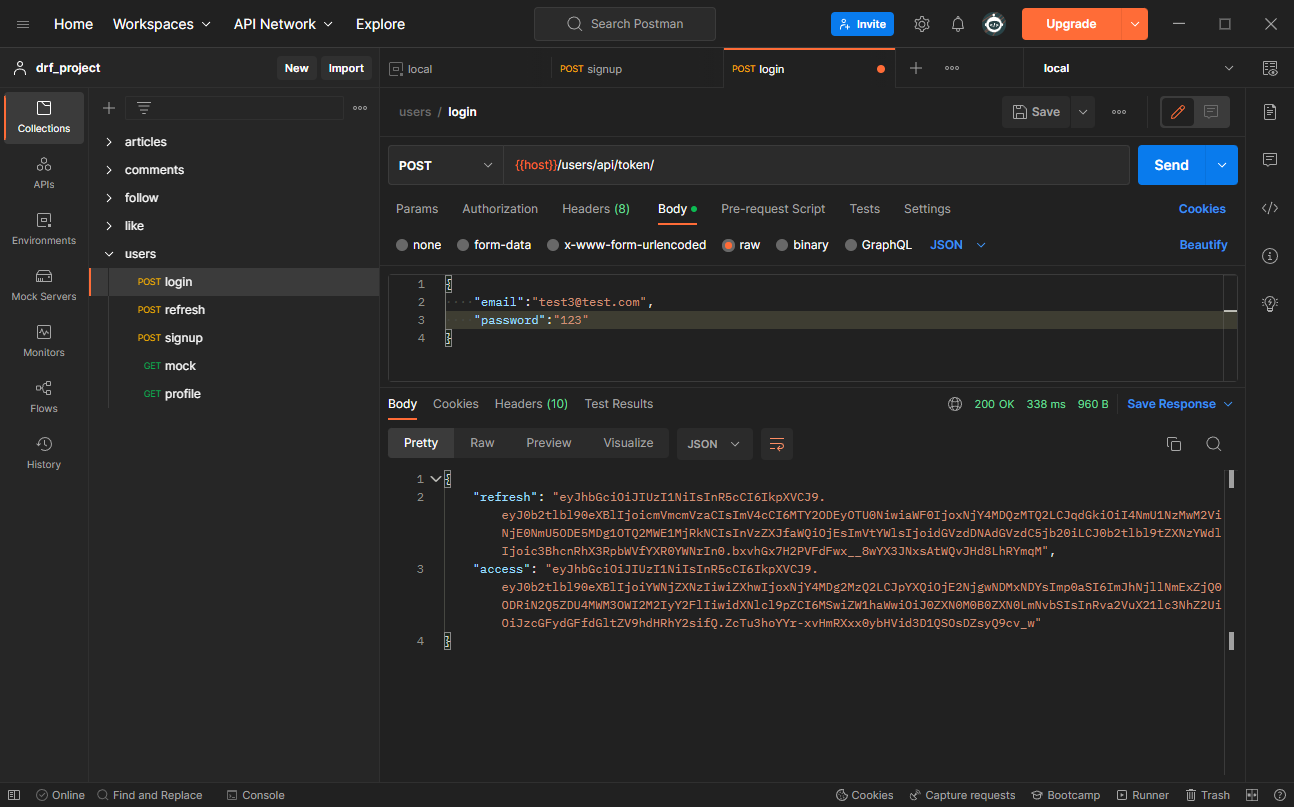 Home Workspaces API Network Explore Search Postman Invite Upgrade
drf_project New Import local POST signup POST login local
Collections
APIs
Environments
Mock Servers
Monitors
Flows
History
articles
comments
follow
like
users
POST login
POST refresh
POST signup
GET mock
GET profile
users / login Save
POST {{host}}/users/api/token/ Send
Params Authorization Headers (8) Body Pre-request Script Tests Settings Cookies
none form-data x-www-form-urlencoded raw binary GraphQL JSON Beautify
1 {
2 "email":"test3@test.com",
3 "password":"123"
4 }
Body Cookies Headers (10) Test Results 200 OK 338 ms 960 B Save Response
Pretty Raw Preview Visualize JSON
1 {
2 "refresh": "eyJhbGciOiJIUzI1NiIsInR5cCI6IkpXVCJ9.
eyJ0b2tlbl90eXBlIjoicmVmcmVzaCIsImV4cCI6MTY2ODEyOTU0NiwiaWF0IjoxNjY4MDQzMTQ2LCJqdGkiOiI4NmU1NzMwM2Vi
NjE0NmU5ODE5MDg1OTQ2MWE1MjRkNCIsInVzZXJfaWQiOjEsImVtYWlsIjoidGVzdDNAdGVzdC5jb20iLCJ0b2tlbl9tZXNzYWdl
Ijoic3BhcnRhX3RpbWVfYXR0YWNrIn0.bxvhGx7H2PVFdFwx__8wYX3JNxsAtWQvJHd8LhRYmqM",
3 "access": "eyJhbGciOiJIUzI1NiIsInR5cCI6IkpXVCJ9.
eyJ0b2tlbl90eXBlIjoiYWNjZXNzIiwiZXhwIjoxNjY4MDg2MzQ2LCJpYXQiOjE2NjgwNDMxNDYsImp0aSI6ImJhNjllNmExZjQ0
ODRiN2Q5ZDU4MWM3OWI2M2IyY2FlIiwidXNlcl9pZCI6MSwiZW1haWwiOiJ0ZXN0M0B0ZXN0LmNvbSIsInRva2VuX21lc3NhZ2Ui
OiJzcGFydGFfdGltZV9hdHRhY2sifQ.ZcTu3hoYYr-xvHmRXxx0ybHVid3D1QSOsDZsyQ9cv_w"
4 }
Online Find and Replace Console Cookies Capture requests Bootcamp Runner Trash